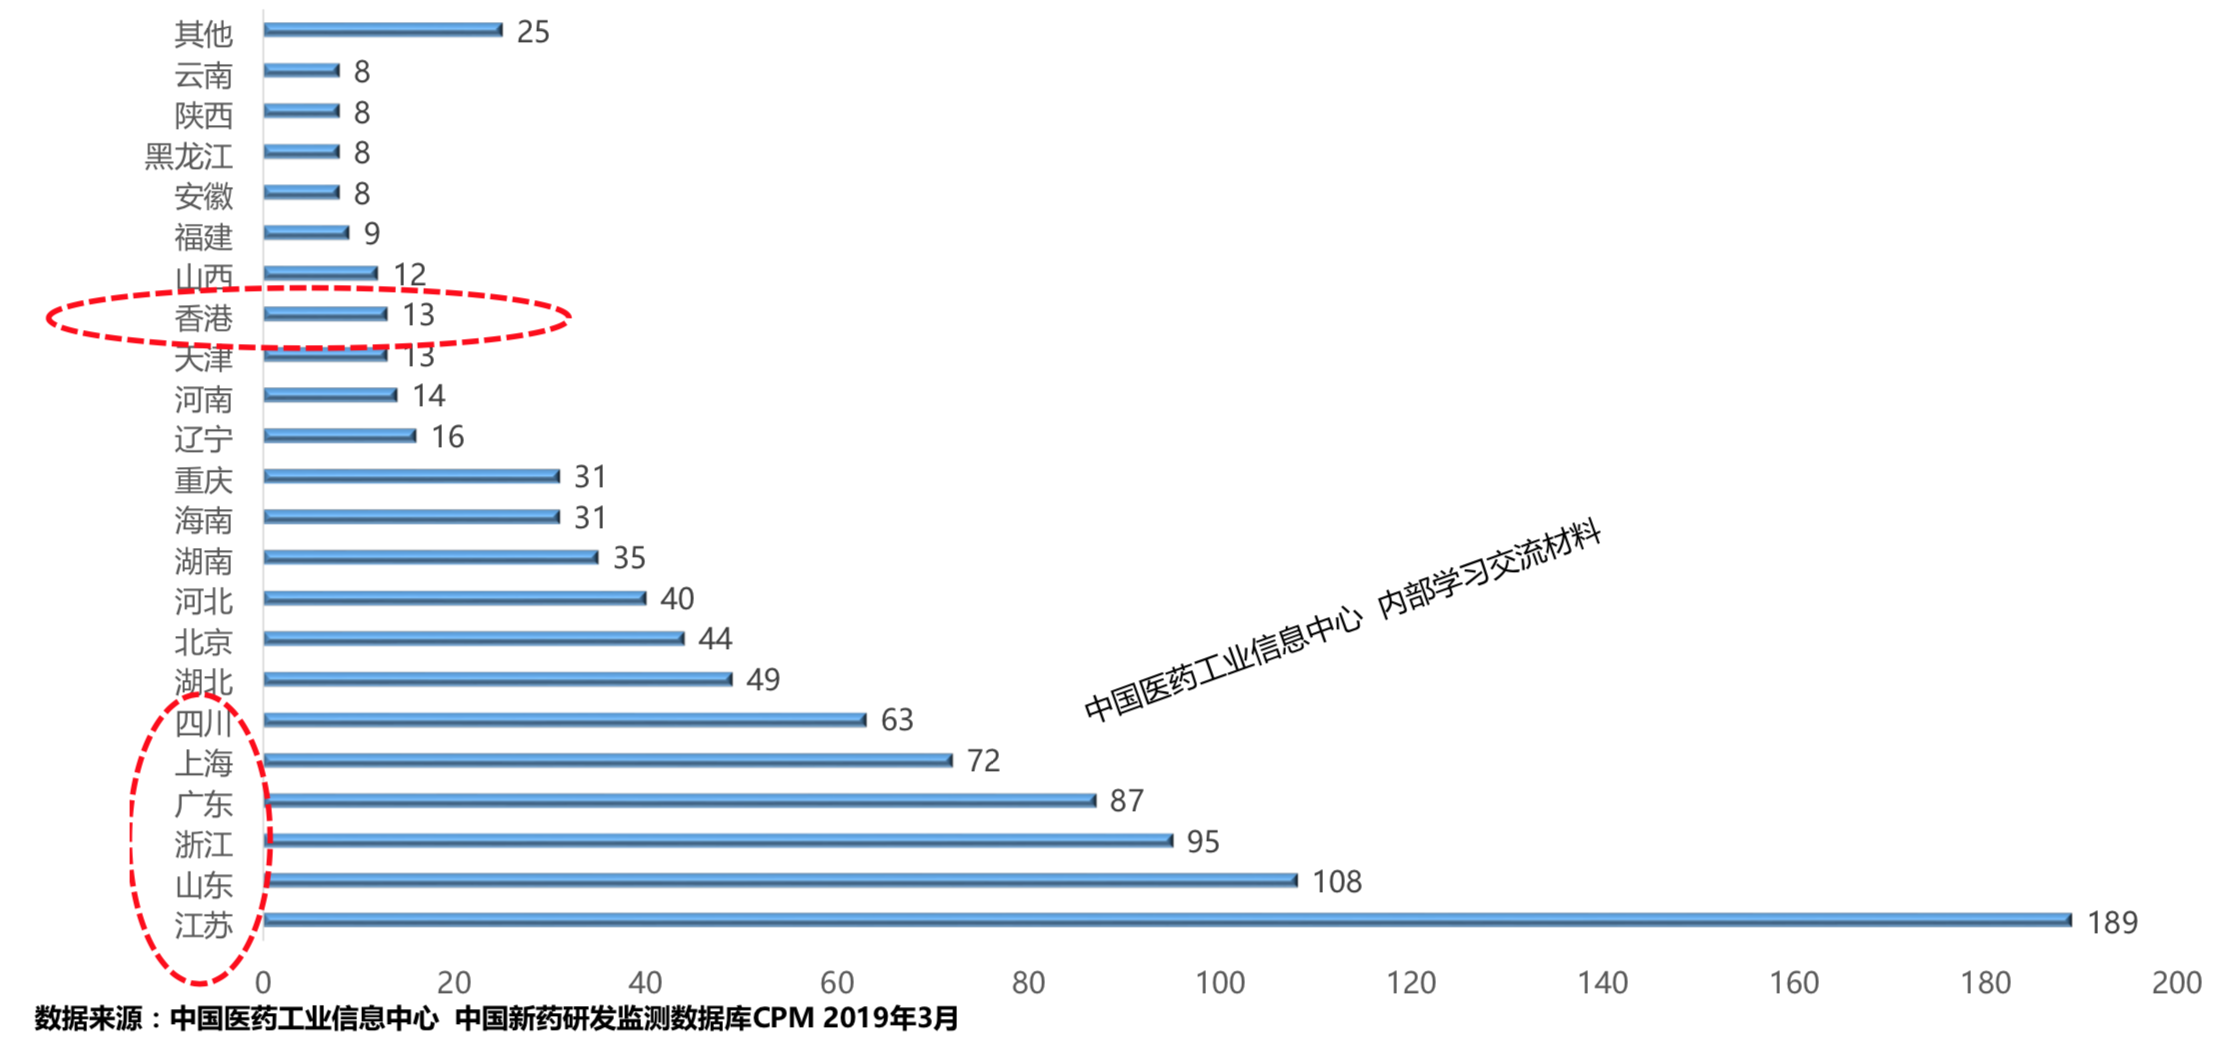 其他 25
云南 8
陕西 8
黑龙江 8
安徽 8
福建 9
山西 12
香港 13
天津 13
河南 14
辽宁 16
重庆 31
海南 31
湖南 35
河北 40
北京 44
湖北 49
四川 63
上海 72
广东 87
浙江 95
山东 108
江苏 189
中国医药工业信息中心 内部学习交流材料
0 20 40 60 80 100 120 140 160 180 200
数据来源：中国医药工业信息中心 中国新药研发监测数据库CPM 2019年3月